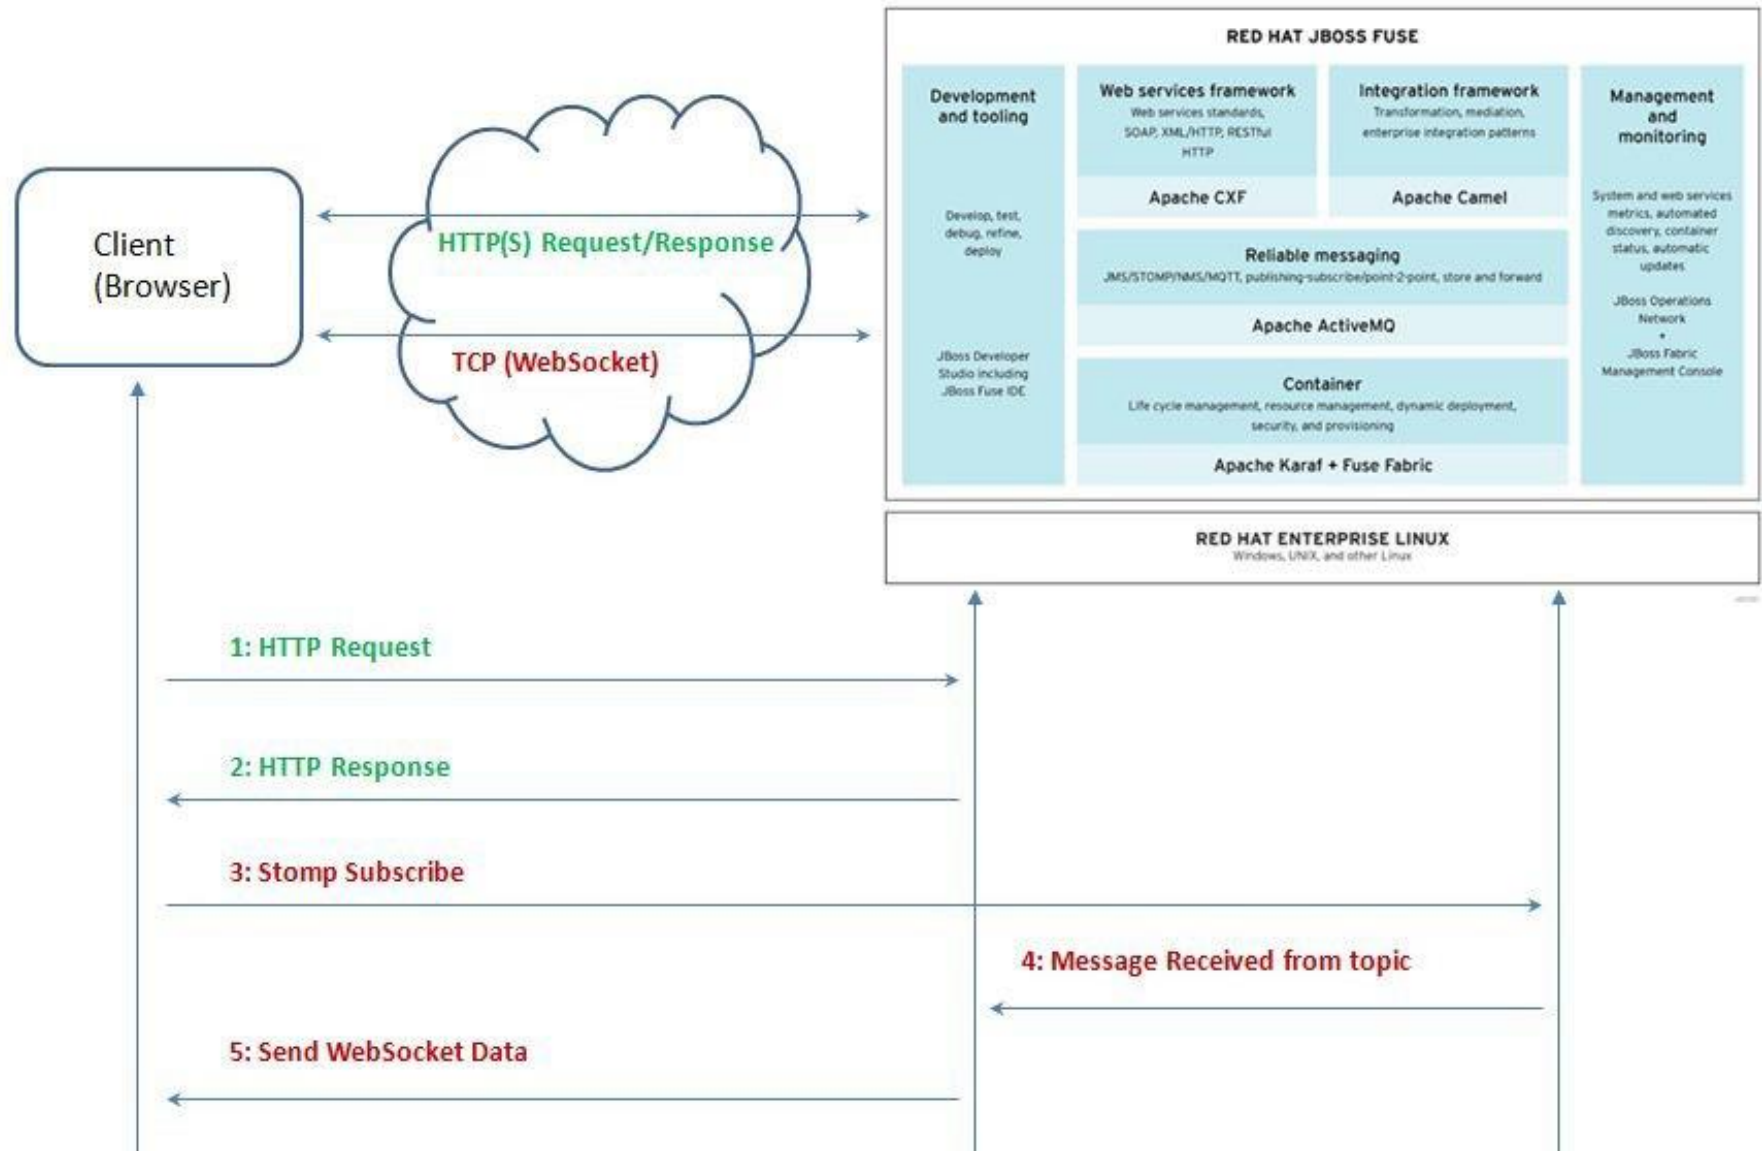 RED HAT JBOSS FUSE
Development
and tooling
Develop, test,
debug, refine,
deploy
JBoss Developer
Studio including
JBoss Fuse IDE
Web services framework
Web services standards,
SOAP, XML/HTTP, RESTful
HTTP
Apache CXF
Integration framework
Transformation, mediation,
enterprise integration patterns
Apache Camel
Reliable messaging
JMS/STOMP/NMS/MQTT, publishing-subscribe/point-2-point, store and forward
Apache ActiveMQ
Container
Life cycle management, resource management, dynamic deployment,
security, and provisioning
Apache Karaf + Fuse Fabric
Management
and
monitoring
System and web services
metrics, automated
discovery, container
status, automatic
updates
JBoss Operations
Network
+
JBoss Fabric
Management Console
RED HAT ENTERPRISE LINUX
Windows, UNIX, and other Linux
Client
(Browser)
HTTP(S) Request/Response
TCP (WebSocket)
1: HTTP Request
2: HTTP Response
3: Stomp Subscribe
4: Message Received from topic
5: Send WebSocket Data